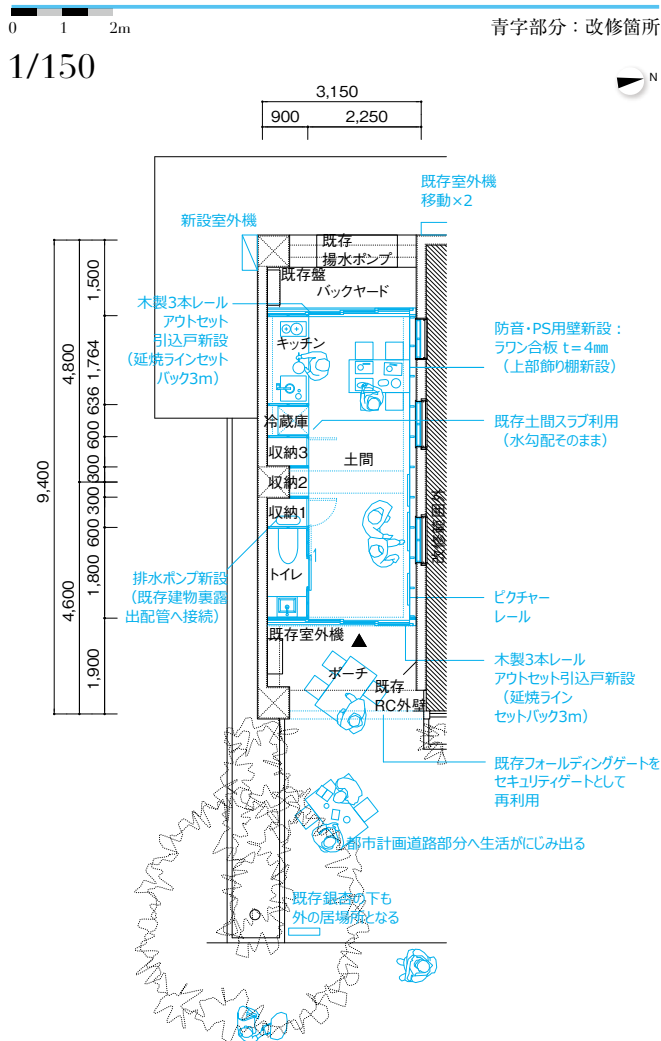 0 1 2m
青字部分：改修箇所
1/150
N
3,150
900 2,250
既存室外機
移動×2
新設室外機
既存
揚水ポンプ
既存盤
バックヤード
木製3本レール
アウトセット
引込戸新設
（延焼ラインセット
バック3m）
キッチン
防音・PS用壁新設：
ラワン合板 t=4㎜
（上部飾り棚新設）
冷蔵庫
既存土間スラブ利用
（水勾配そのまま）
収納3
土間
収納2
収納1
改修範囲外
排水ポンプ新設
（既存建物裏露
出配管へ接続）
トイレ
ピクチャー
レール
既存室外機
ポーチ
既存
RC外壁
木製3本レール
アウトセット引込戸新設
（延焼ライン
セットバック3m）
既存フォールディングゲートを
セキュリティゲートとして
再利用
都市計画道路部分へ生活がにじみ出る
既存銀杏の下も
外の居場所となる
9,400
4,800
4,600
1,500
1,764
636
600
300
300
600
1,800
1,900